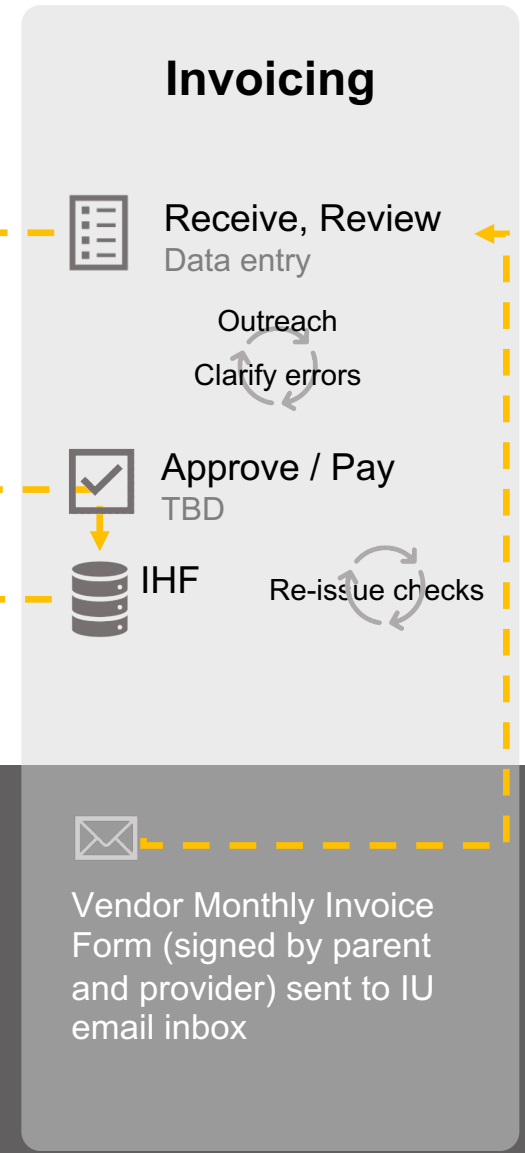 Invoicing
Receive, Review
Data entry
Outreach
Clarify errors
Approve / Pay
TBD
IHF
Re-issue checks
Vendor Monthly Invoice
Form (signed by parent
and provider) sent to IU
email inbox